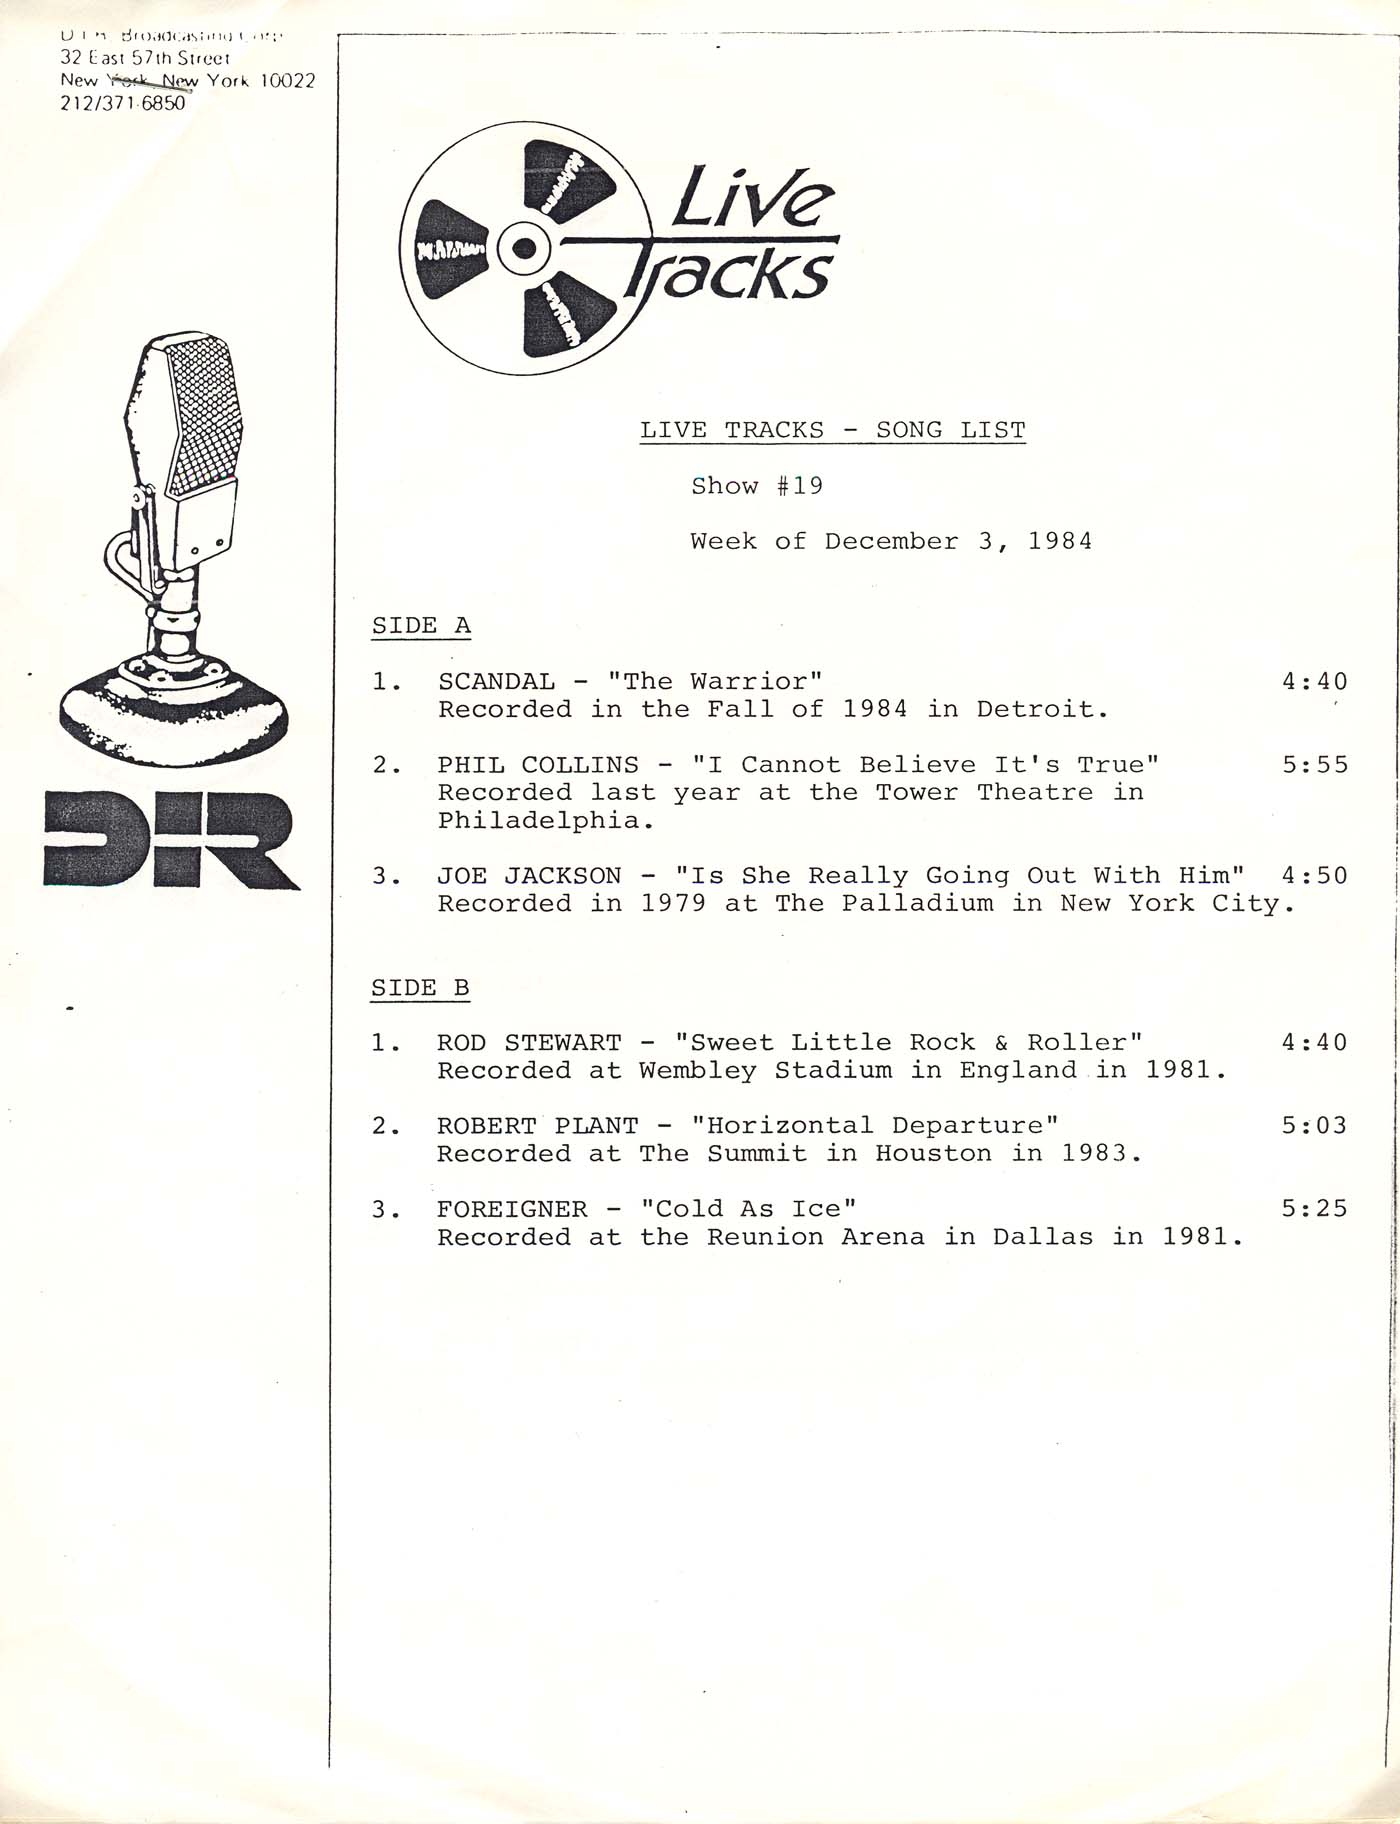 D I R Broadcasting Corp
32 East 57th Street
New York, New York 10022
212/371-6850
Live
Tracks
DIR
LIVE TRACKS - SONG LIST
Show #19
Week of December 3, 1984
SIDE A
1. SCANDAL - "The Warrior" 4:40
Recorded in the Fall of 1984 in Detroit.
2. PHIL COLLINS - "I Cannot Believe It's True" 5:55
Recorded last year at the Tower Theatre in
Philadelphia.
3. JOE JACKSON - "Is She Really Going Out With Him" 4:50
Recorded in 1979 at The Palladium in New York City.
SIDE B
1. ROD STEWART - "Sweet Little Rock & Roller" 4:40
Recorded at Wembley Stadium in England in 1981.
2. ROBERT PLANT - "Horizontal Departure" 5:03
Recorded at The Summit in Houston in 1983.
3. FOREIGNER - "Cold As Ice" 5:25
Recorded at the Reunion Arena in Dallas in 1981.